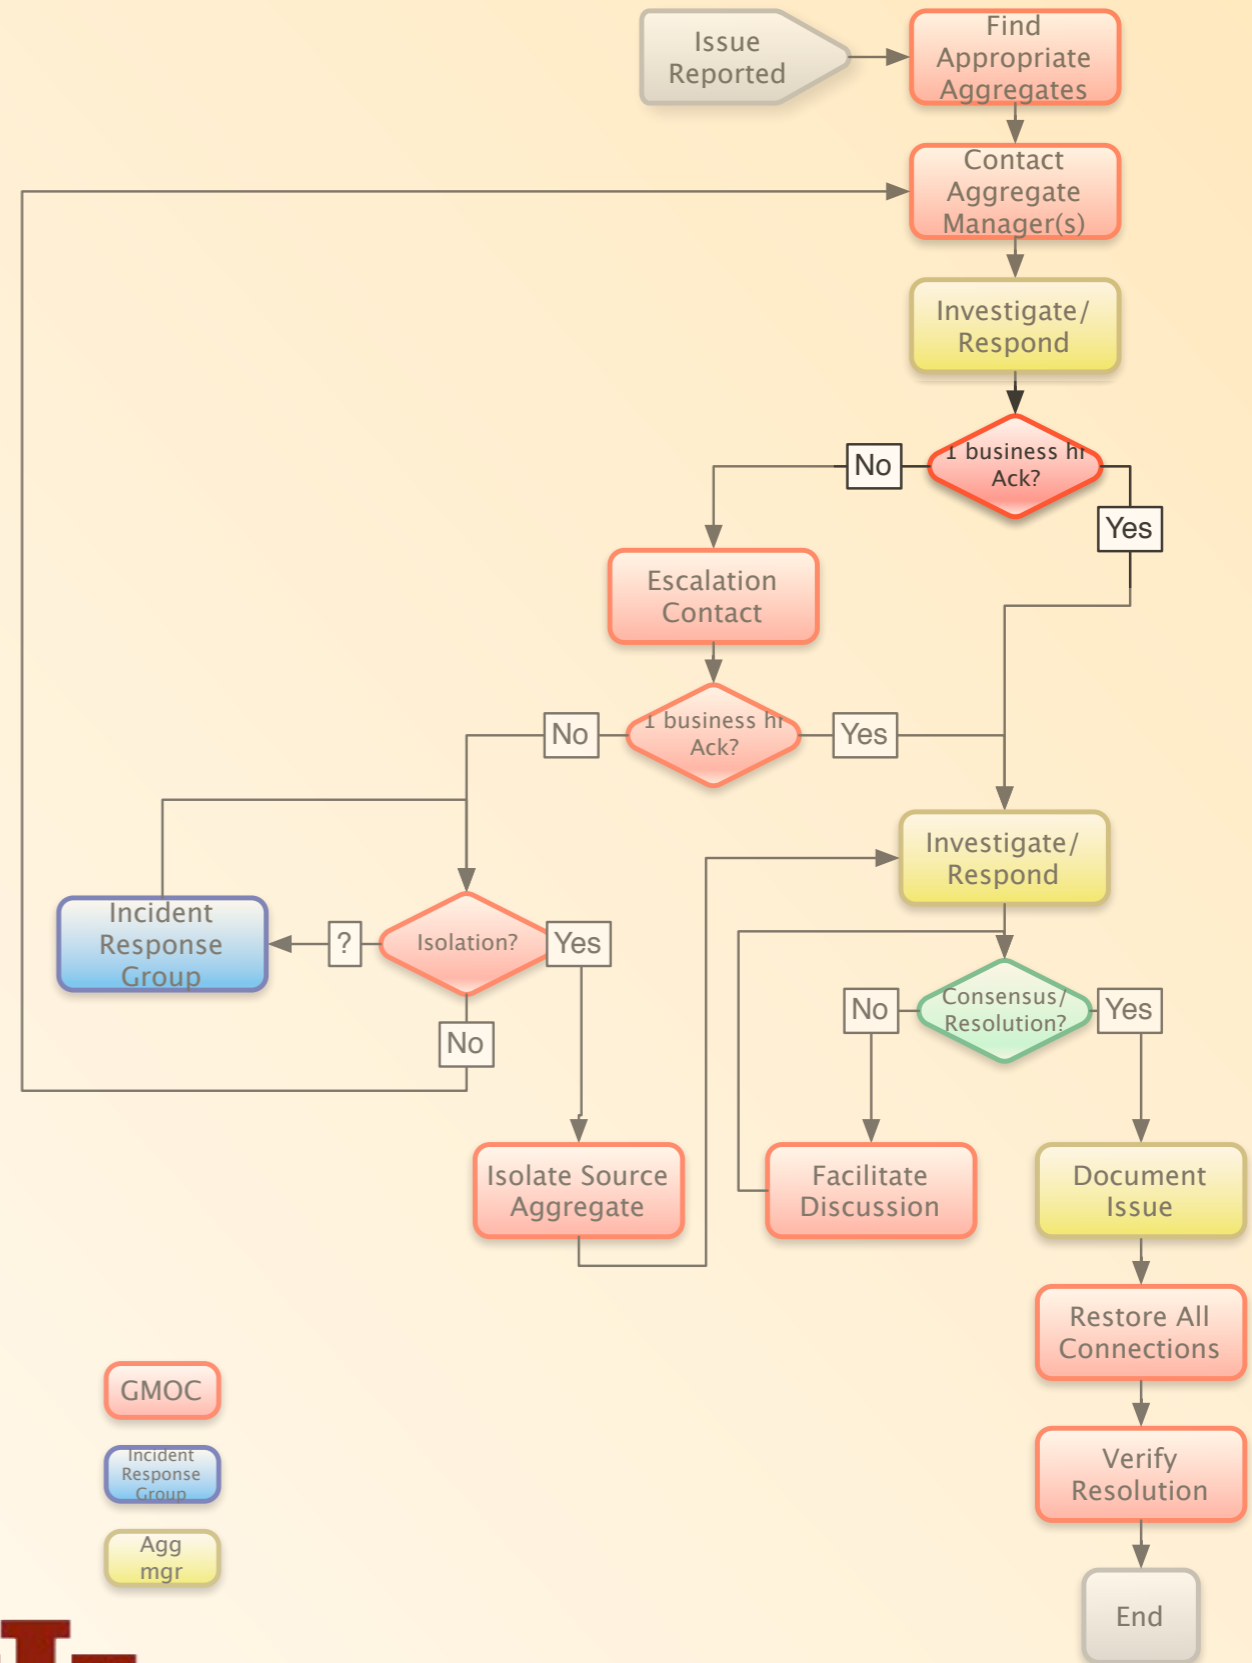 Issue
Reported
Find
Appropriate
Aggregates
Contact
Aggregate
Manager(s)
Investigate/
Respond
1 business hr
Ack?
No
Yes
Escalation
Contact
1 business hr
Ack?
No
Yes
Investigate/
Respond
Incident
Response
Group
?
Isolation?
Yes
No
Consensus/
Resolution?
No
Yes
Isolate Source
Aggregate
Facilitate
Discussion
Document
Issue
Restore All
Connections
Verify
Resolution
End
GMOC
Incident
Response
Group
Agg
mgr